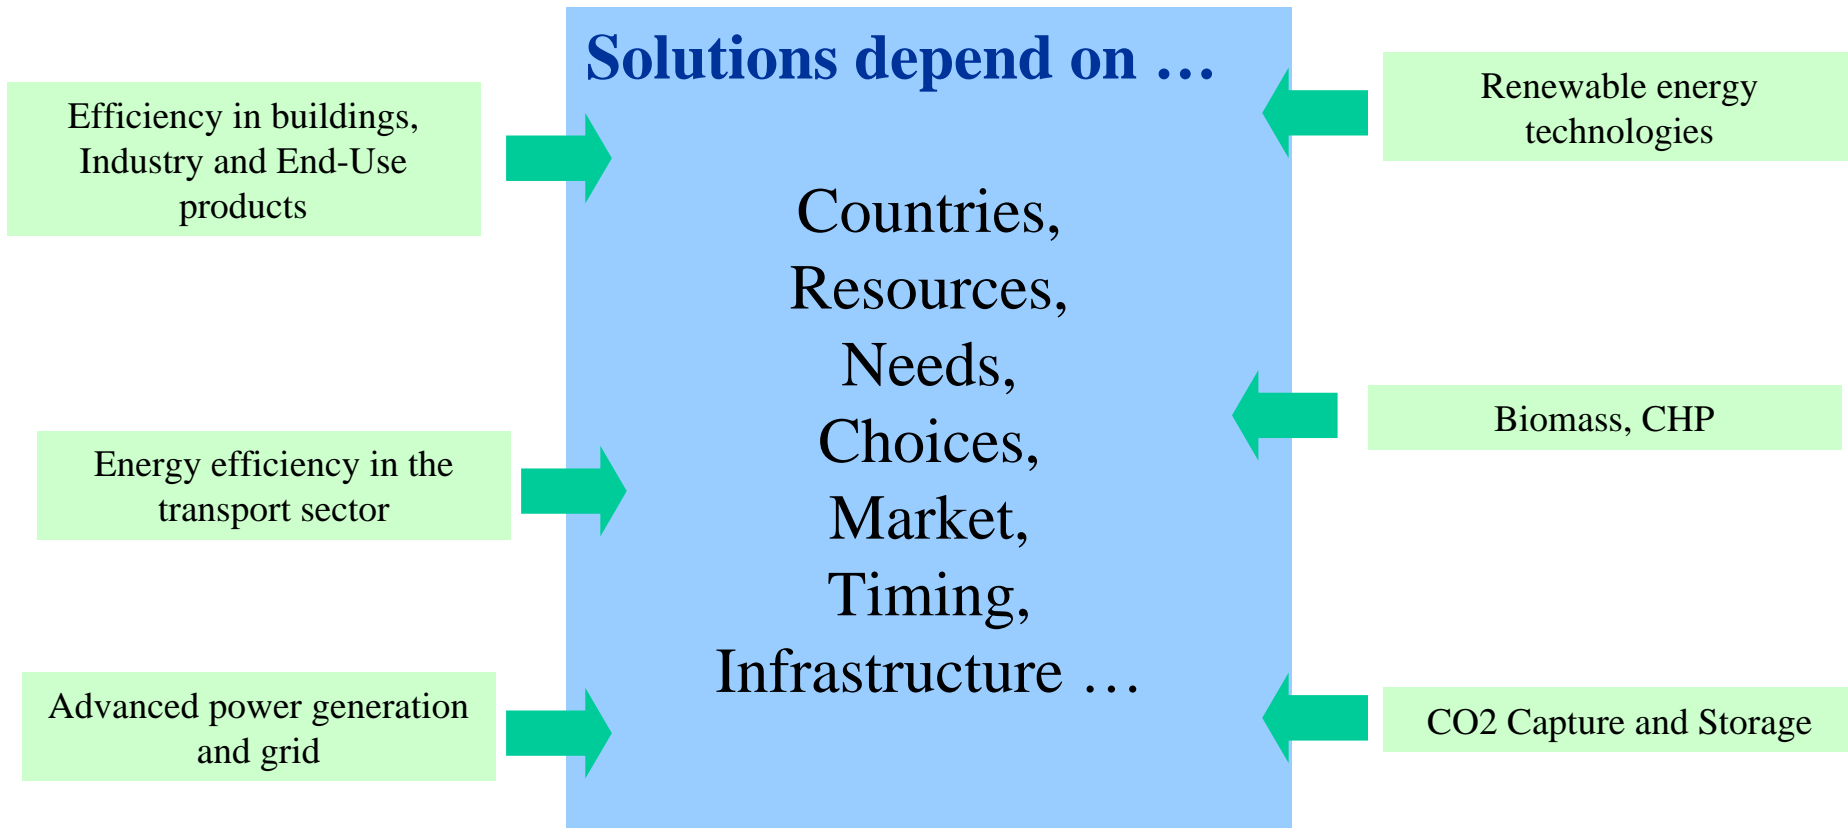 Solutions depend on …
Efficiency in buildings,
Industry and End-Use
products
Energy efficiency in the
transport sector
Advanced power generation
and grid
Countries,
Resources,
Needs,
Choices,
Market,
Timing,
Infrastructure …
Renewable energy
technologies
Biomass, CHP
CO2 Capture and Storage